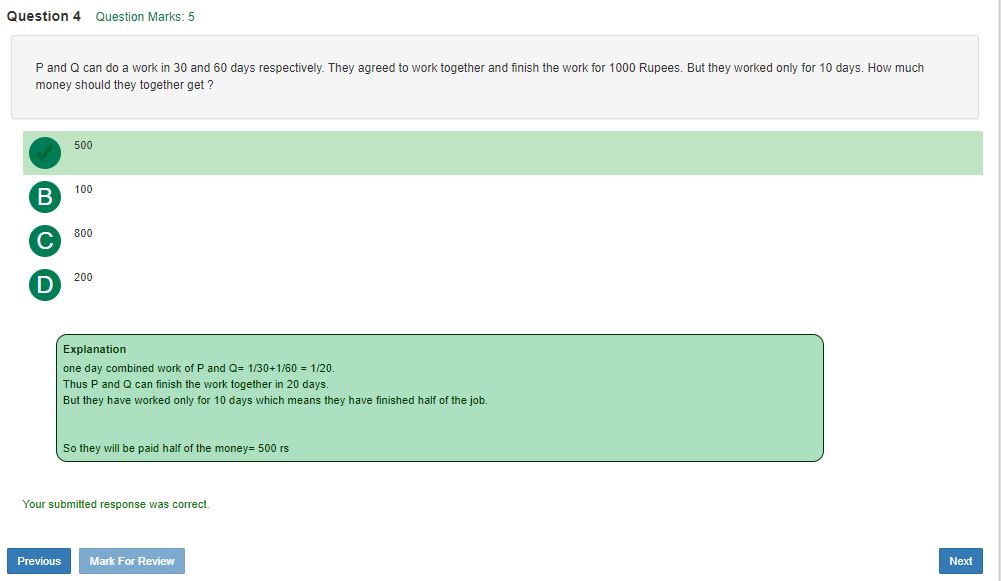 Question 4 Question Marks: 5
P and Q can do a work in 30 and 60 days respectively. They agreed to work together and finish the work for 1000 Rupees. But they worked only for 10 days. How much
money should they together get ?
500
B 100
C 800
D 200
Explanation
one day combined work of P and Q= 1/30+1/60 = 1/20.
Thus P and Q can finish the work together in 20 days.
But they have worked only for 10 days which means they have finished half of the job.
So they will be paid half of the money= 500 rs
Your submitted response was correct.
Previous Mark For Review Next